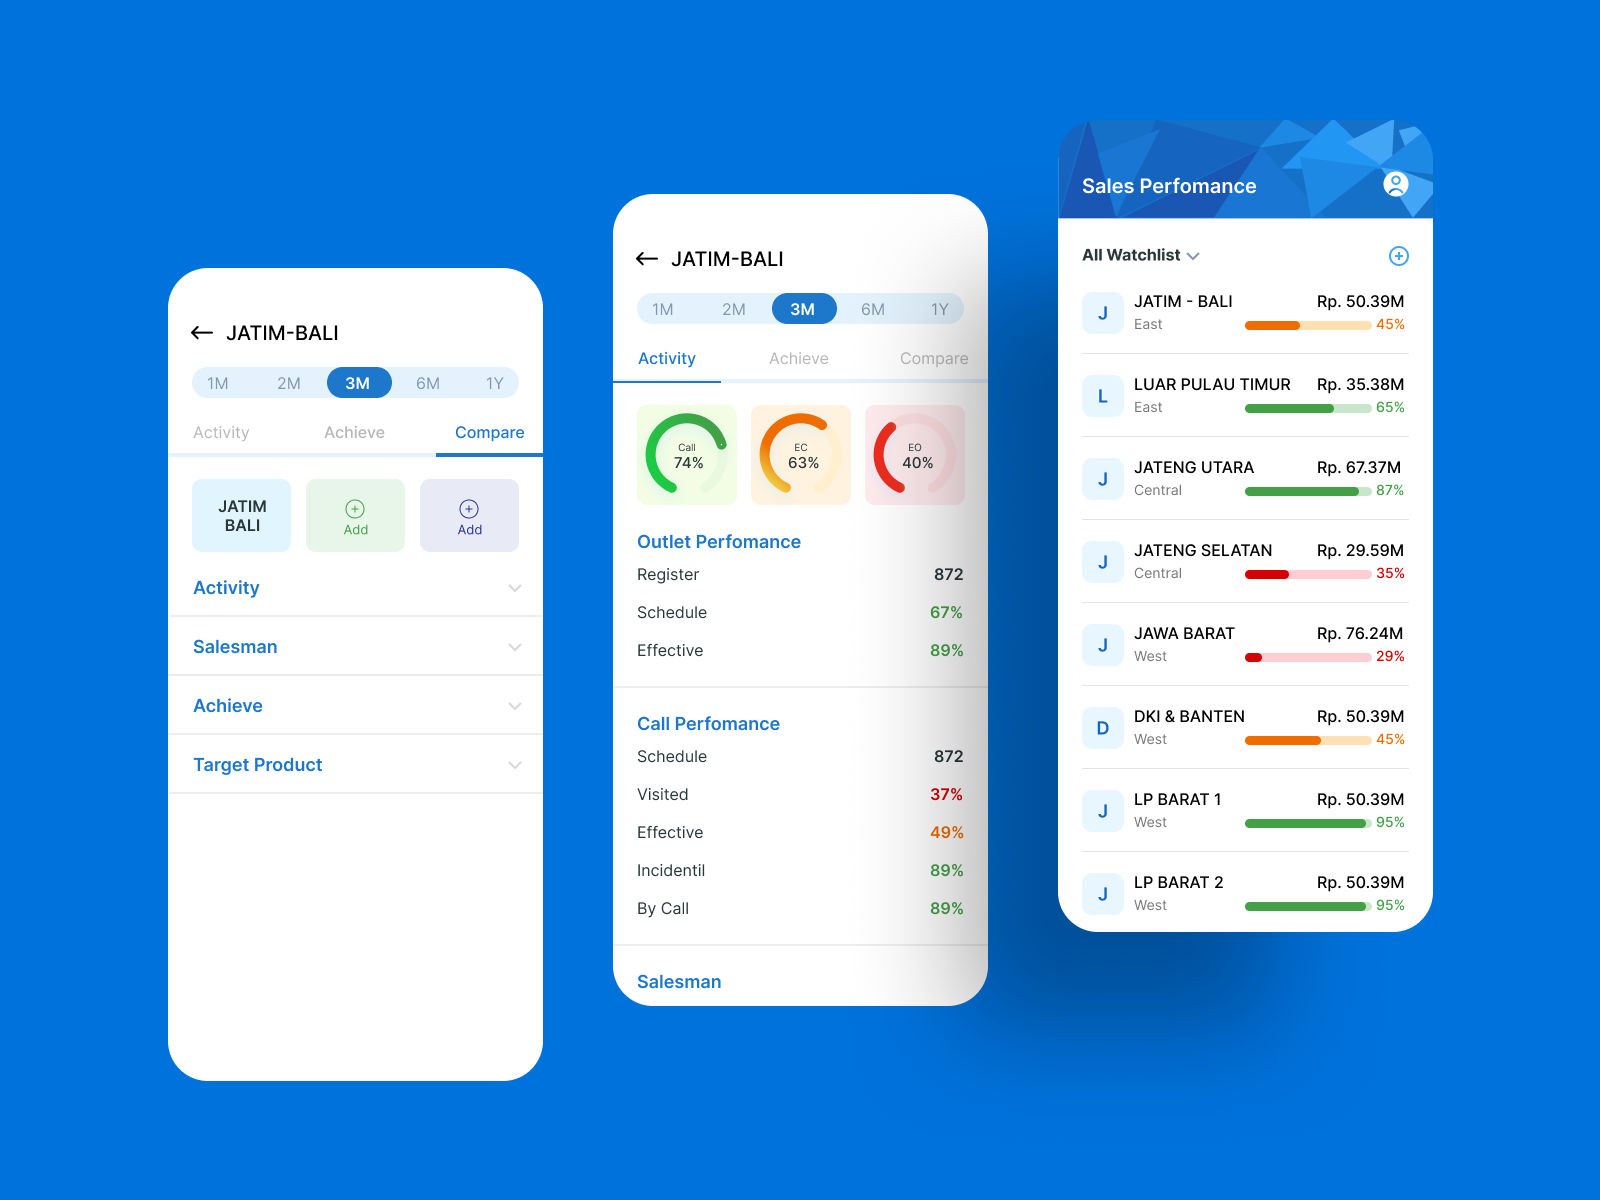 JATIM-BALI
1M 2M 3M 6M 1Y
Activity Achieve Compare
JATIM
BALI
Add
Add
Activity
Salesman
Achieve
Target Product
JATIM-BALI
1M 2M 3M 6M 1Y
Activity Achieve Compare
Call
74%
EC
63%
EO
40%
Outlet Perfomance
Register 872
Schedule 67%
Effective 89%
Call Perfomance
Schedule 872
Visited 37%
Effective 49%
Incidentil 89%
By Call 89%
Salesman
Sales Perfomance
All Watchlist
J JATIM - BALI Rp. 50.39M
East 45%
L LUAR PULAU TIMUR Rp. 35.38M
East 65%
J JATENG UTARA Rp. 67.37M
Central 87%
J JATENG SELATAN Rp. 29.59M
Central 35%
J JAWA BARAT Rp. 76.24M
West 29%
D DKI & BANTEN Rp. 50.39M
West 45%
J LP BARAT 1 Rp. 50.39M
West 95%
J LP BARAT 2 Rp. 50.39M
West 95%